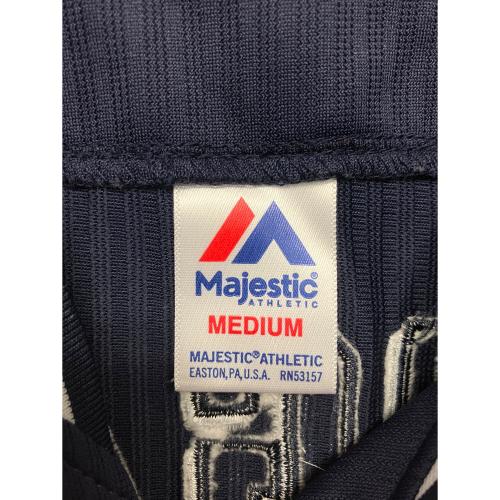 Majestic®
ATHLETIC
MEDIUM
MAJESTIC® ATHLETIC
EASTON, PA, U.S.A. RN53157